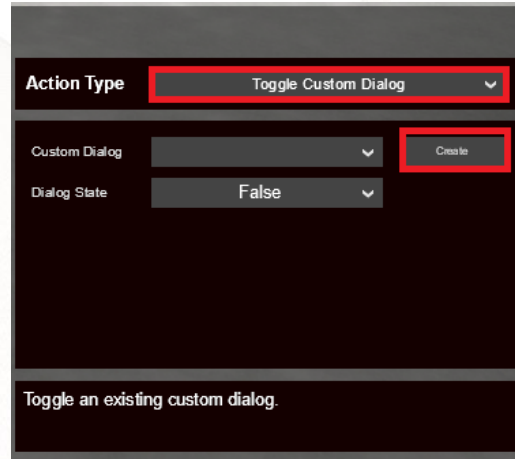 Action Type Toggle Custom Dialog
Custom Dialog Create
Dialog State False
Toggle an existing custom dialog.